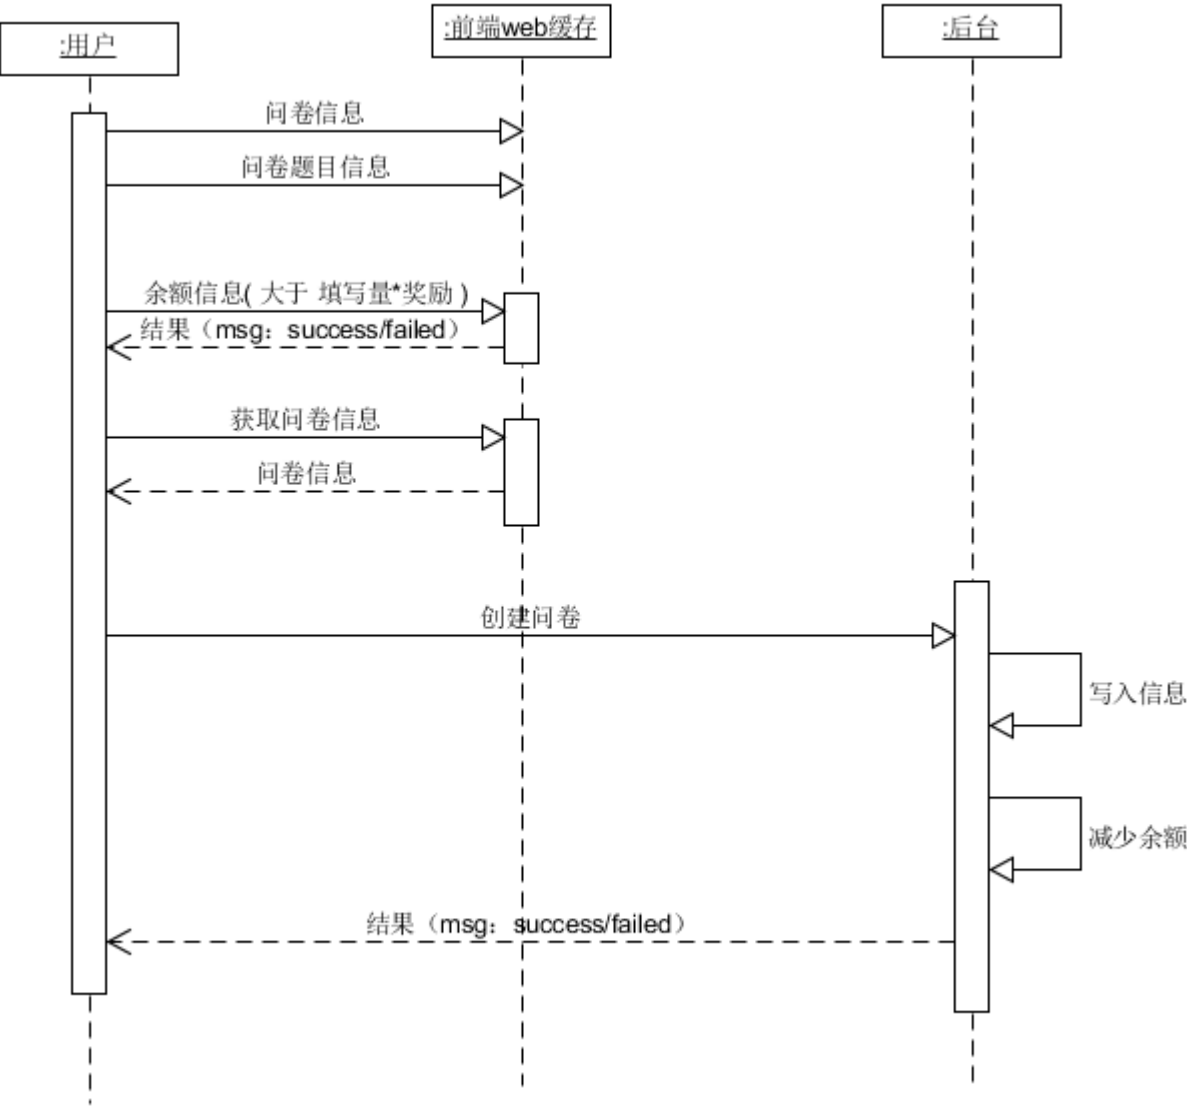 :用户
:前端web缓存
:后台
问卷信息
问卷题目信息
余额信息( 大于 填写量*奖励 )
结果（msg：success/failed）
获取问卷信息
问卷信息
创建问卷
写入信息
减少余额
结果（msg：success/failed）